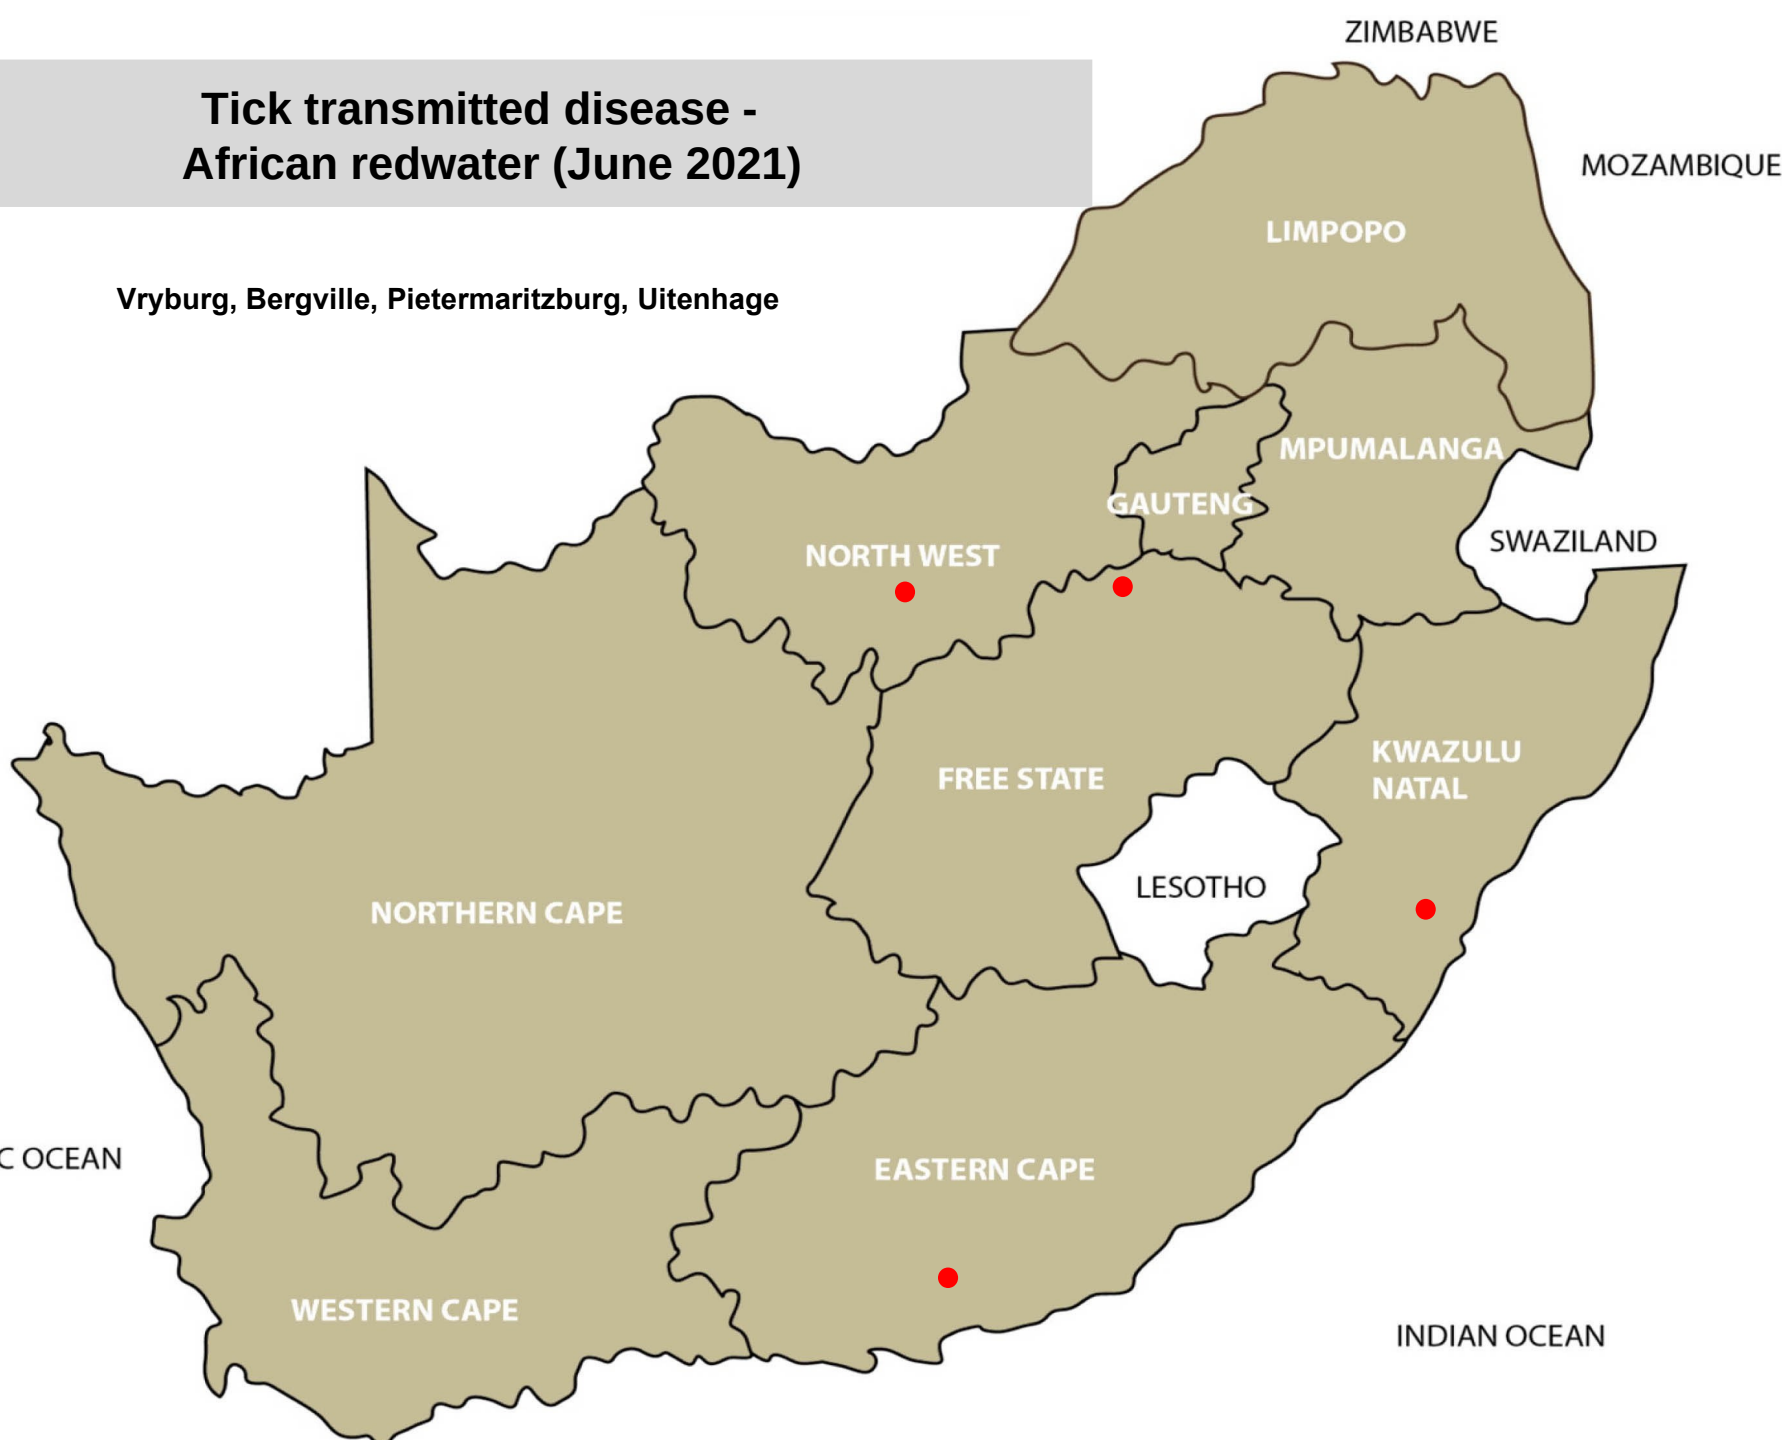 ZIMBABWE
Tick transmitted disease -
African redwater (June 2021)
MOZAMBIQUE
LIMPOPO
Vryburg, Bergville, Pietermaritzburg, Uitenhage
MPUMALANGA
GAUTENG
SWAZILAND
NORTH WEST
KWAZULU
NATAL
FREE STATE
LESOTHO
NORTHERN CAPE
C OCEAN
EASTERN CAPE
WESTERN CAPE
INDIAN OCEAN